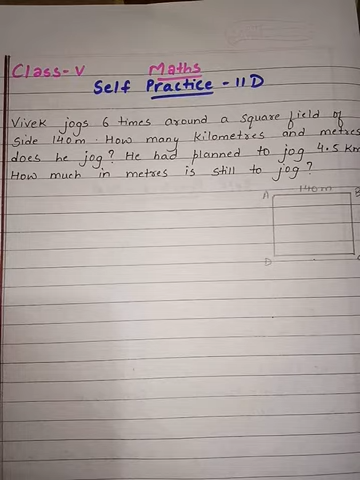 Class-V Maths
Self Practice - 11D
Vivek jogs 6 times around a square field of
side 140m. How many kilometres and metres
does he jog? He had planned to jog 4.5 km
How much in metres is still to jog?
140m
A B
D